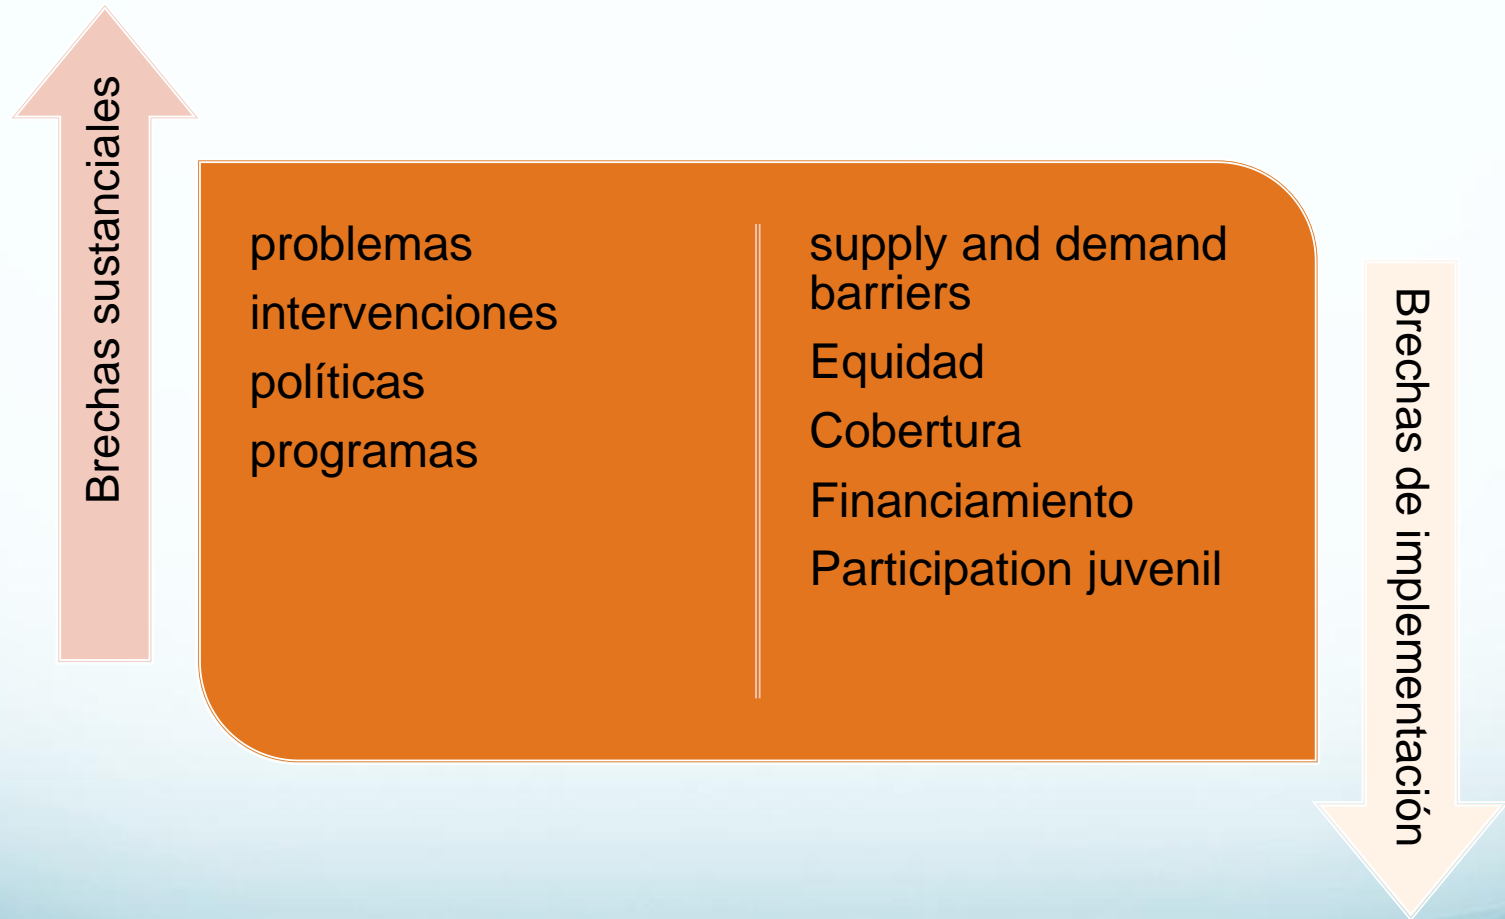 Brechas sustanciales
problemas
intervenciones
políticas
programas
supply and demand
barriers
Equidad
Cobertura
Financiamiento
Participation juvenil
Brechas de implementación